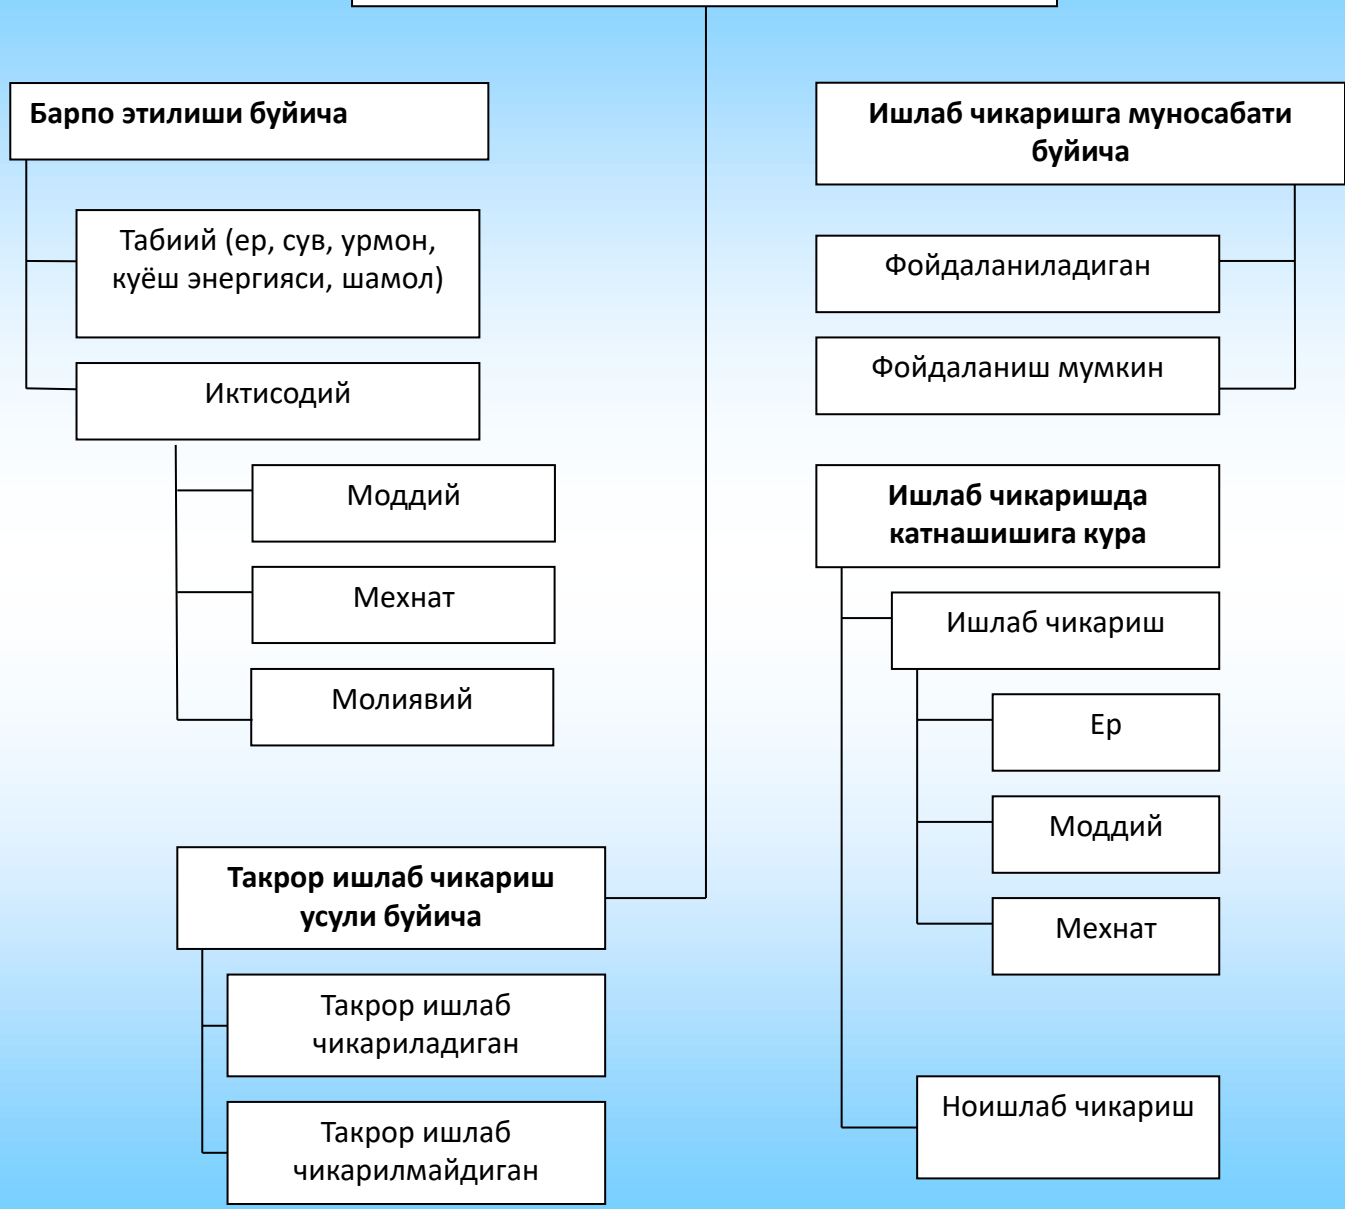 Барпо этилиши буйича
Табиий (ер, сув, урмон,
куёш энергияси, шамол)
Иктисодий
Моддий
Мехнат
Молиявий
Такрор ишлаб чикариш
усули буйича
Такрор ишлаб
чикариладиган
Такрор ишлаб
чикарилмайдиган
Ишлаб чикаришга муносабати
буйича
Фойдаланиладиган
Фойдаланиш мумкин
Ишлаб чикаришда
катнашишига кура
Ишлаб чикариш
Ер
Моддий
Мехнат
Ноишлаб чикариш